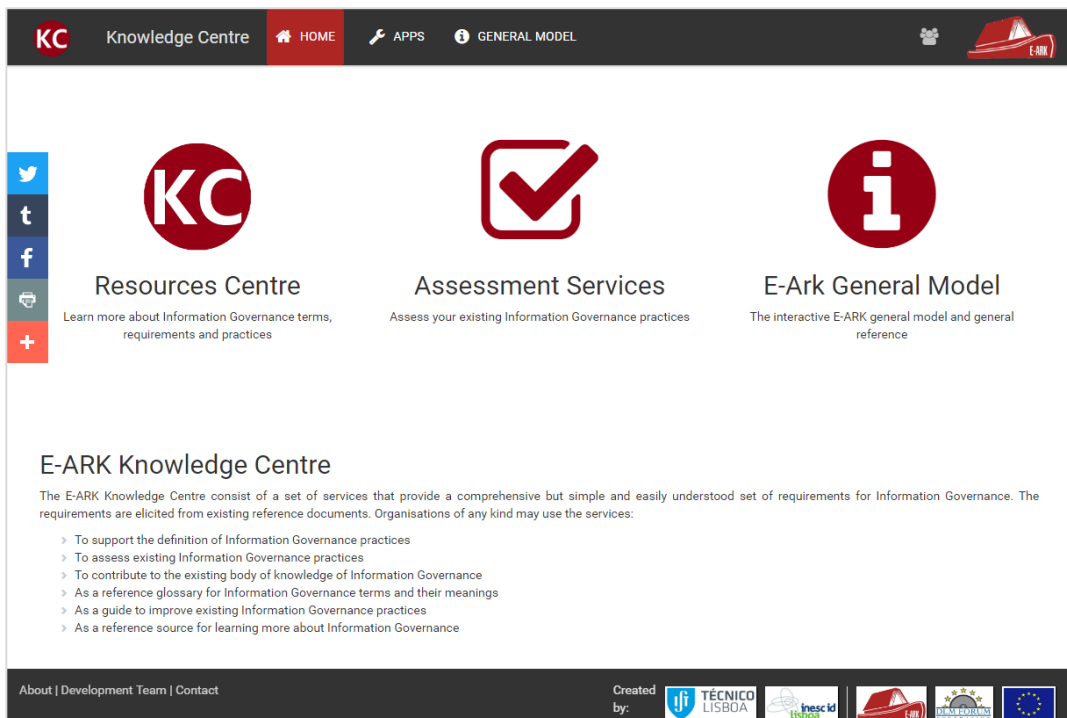 KC Knowledge Centre HOME APPS GENERAL MODEL E-ARK
KC
Resources Centre
Learn more about Information Governance terms,
requirements and practices
Assessment Services
Assess your existing Information Governance practices
E-Ark General Model
The interactive E-ARK general model and general
reference
E-ARK Knowledge Centre
The E-ARK Knowledge Centre consist of a set of services that provide a comprehensive but simple and easily understood set of requirements for Information Governance. The
requirements are elicited from existing reference documents. Organisations of any kind may use the services:
To support the definition of Information Governance practices
To assess existing Information Governance practices
To contribute to the existing body of knowledge of Information Governance
As a reference glossary for Information Governance terms and their meanings
As a guide to improve existing Information Governance practices
As a reference source for learning more about Information Governance
About | Development Team | Contact
Created
by:
TÉCNICO
LISBOA
inesc id
lisboa
E-ARK
DLM FORUM